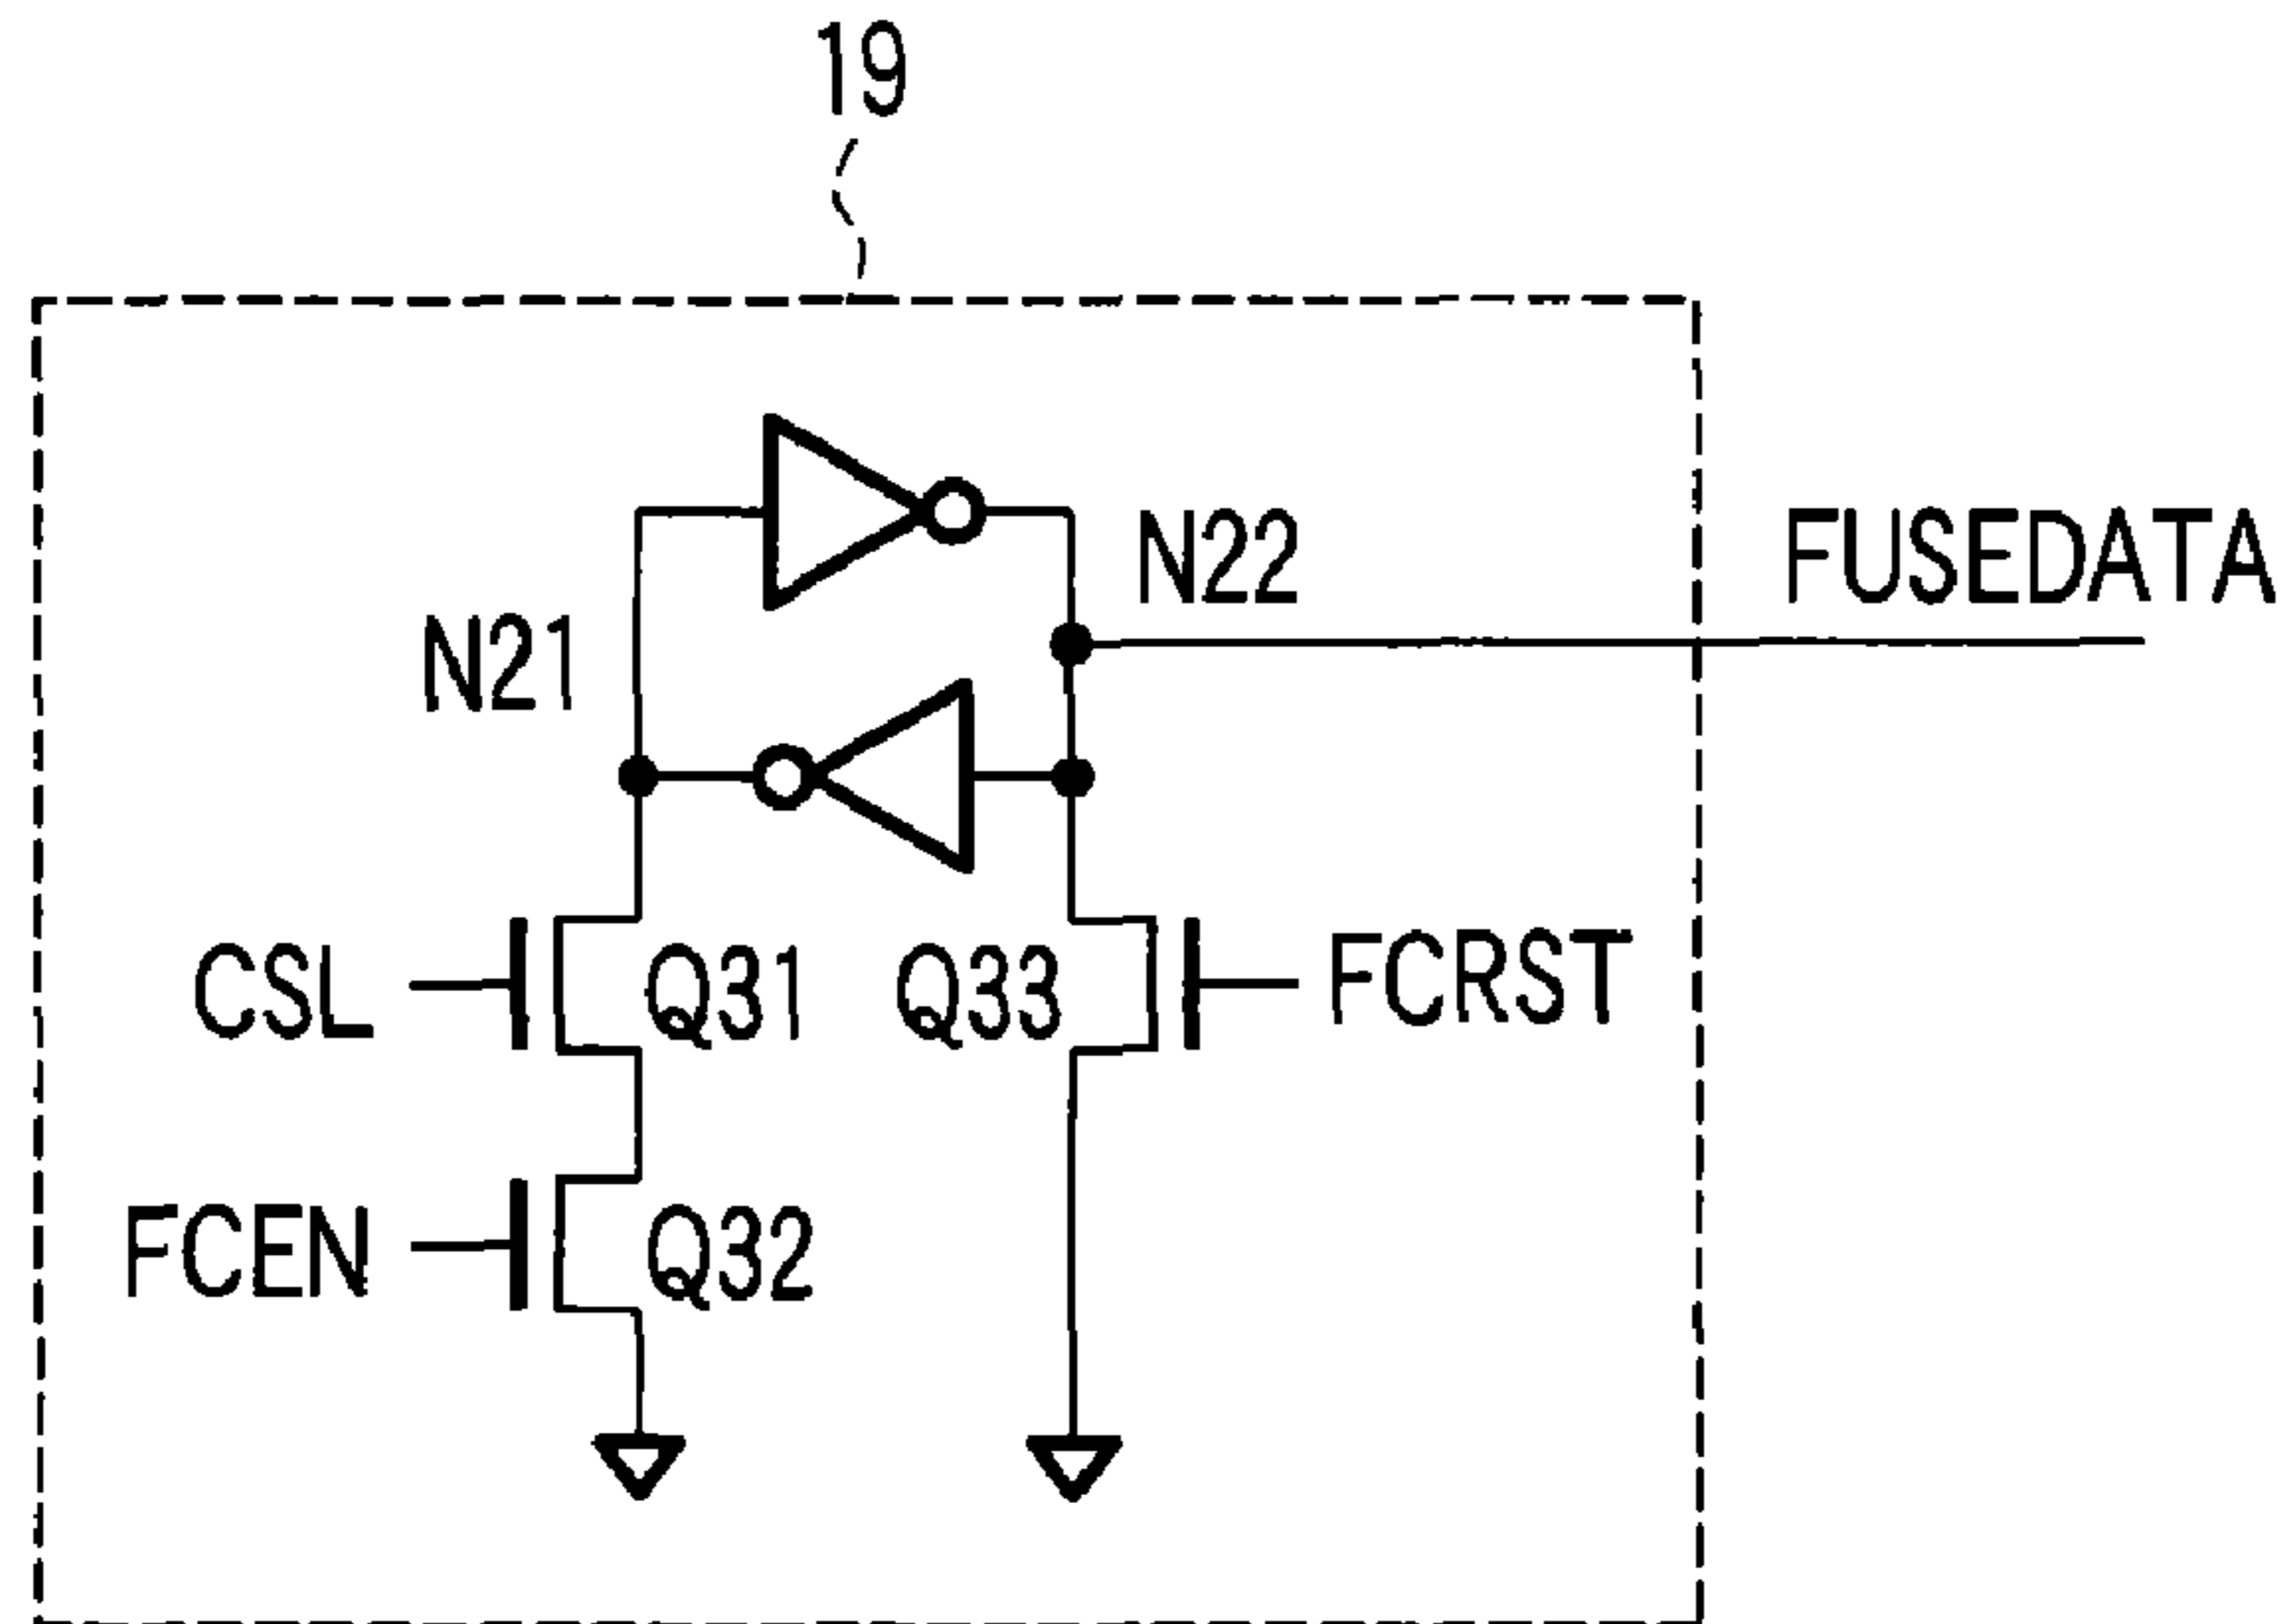 19
N22
FUSEDATA
N21
CSL
Q31
Q33
FCRST
FCEN
Q32